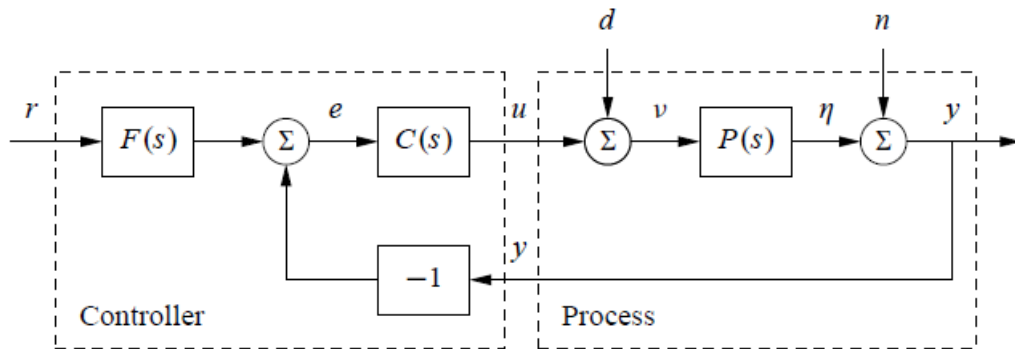 d n
r e u ν η y
F(s) Σ C(s) Σ P(s) Σ
y
−1
Controller Process